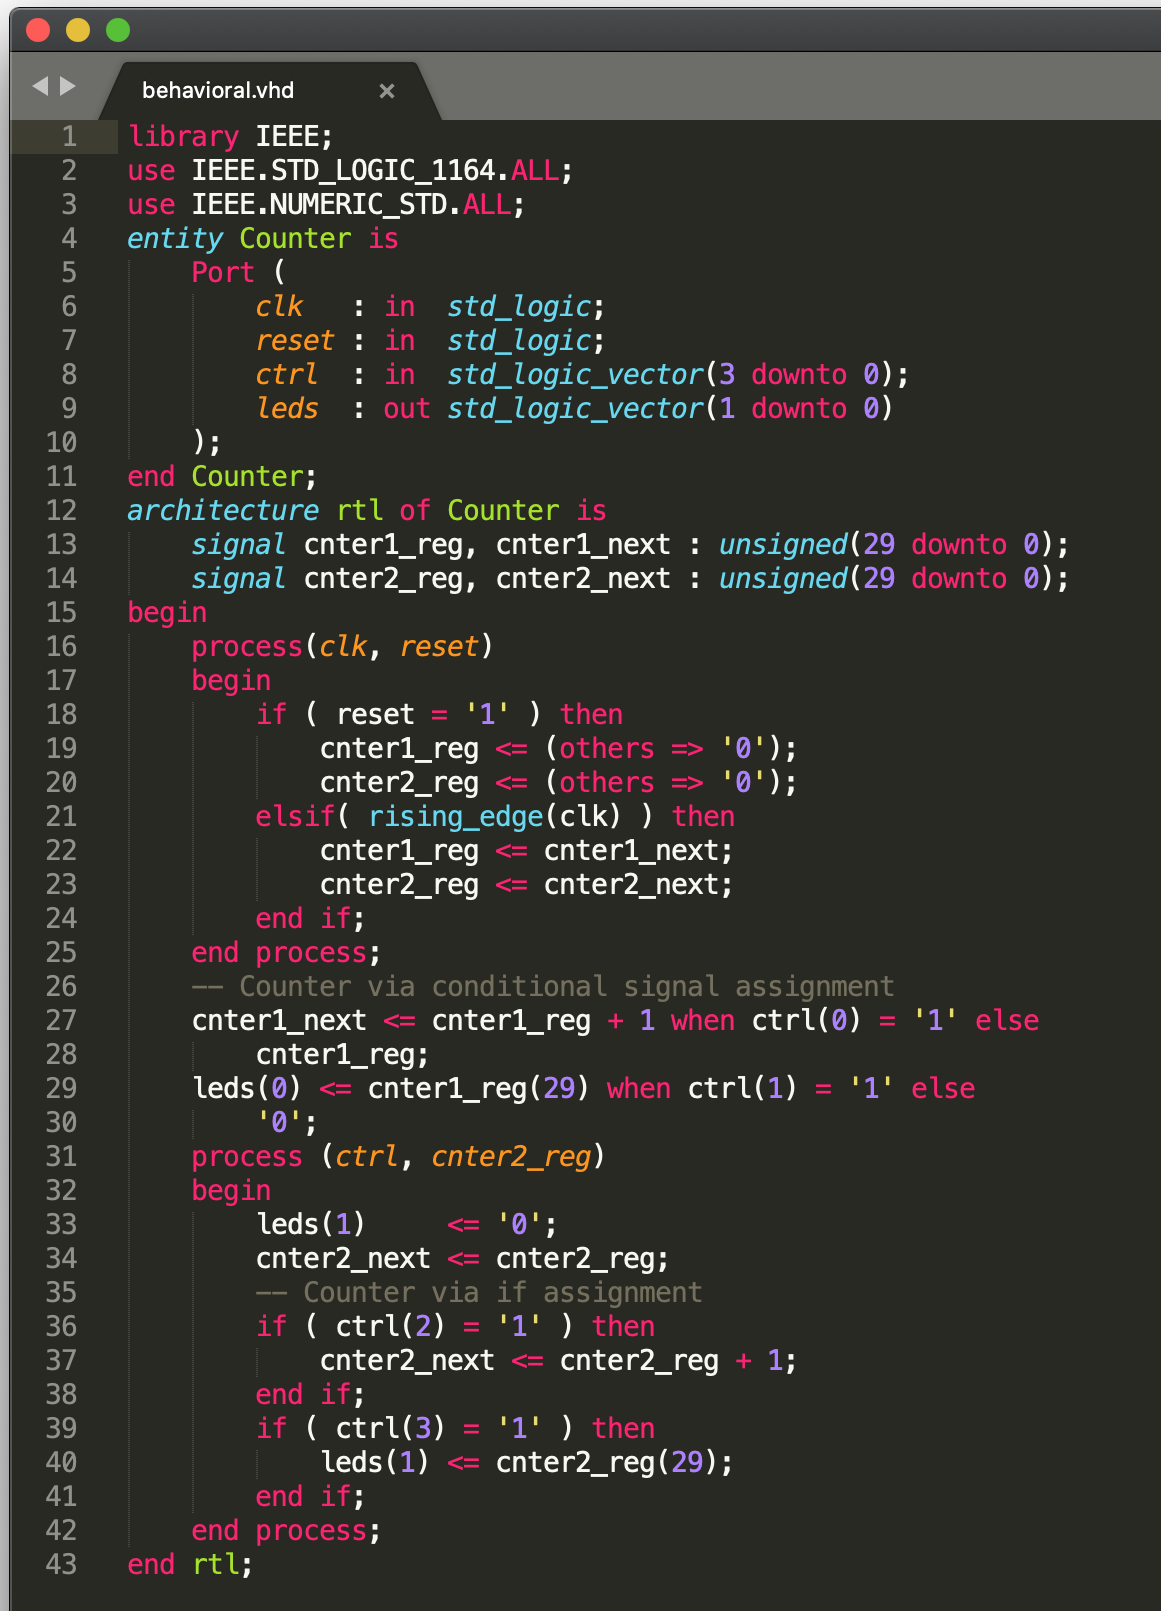 behavioral.vhd ×
1 library IEEE;
2 use IEEE.STD_LOGIC_1164.ALL;
3 use IEEE.NUMERIC_STD.ALL;
4 entity Counter is
5     Port (
6         clk   : in  std_logic;
7         reset : in  std_logic;
8         ctrl  : in  std_logic_vector(3 downto 0);
9         leds  : out std_logic_vector(1 downto 0)
10     );
11 end Counter;
12 architecture rtl of Counter is
13     signal cnter1_reg, cnter1_next : unsigned(29 downto 0);
14     signal cnter2_reg, cnter2_next : unsigned(29 downto 0);
15 begin
16     process(clk, reset)
17     begin
18         if ( reset = '1' ) then
19             cnter1_reg <= (others => '0');
20             cnter2_reg <= (others => '0');
21         elsif( rising_edge(clk) ) then
22             cnter1_reg <= cnter1_next;
23             cnter2_reg <= cnter2_next;
24         end if;
25     end process;
26     -- Counter via conditional signal assignment
27     cnter1_next <= cnter1_reg + 1 when ctrl(0) = '1' else
28         cnter1_reg;
29     leds(0) <= cnter1_reg(29) when ctrl(1) = '1' else
30         '0';
31     process (ctrl, cnter2_reg)
32     begin
33         leds(1)     <= '0';
34         cnter2_next <= cnter2_reg;
35         -- Counter via if assignment
36         if ( ctrl(2) = '1' ) then
37             cnter2_next <= cnter2_reg + 1;
38         end if;
39         if ( ctrl(3) = '1' ) then
40             leds(1) <= cnter2_reg(29);
41         end if;
42     end process;
43 end rtl;